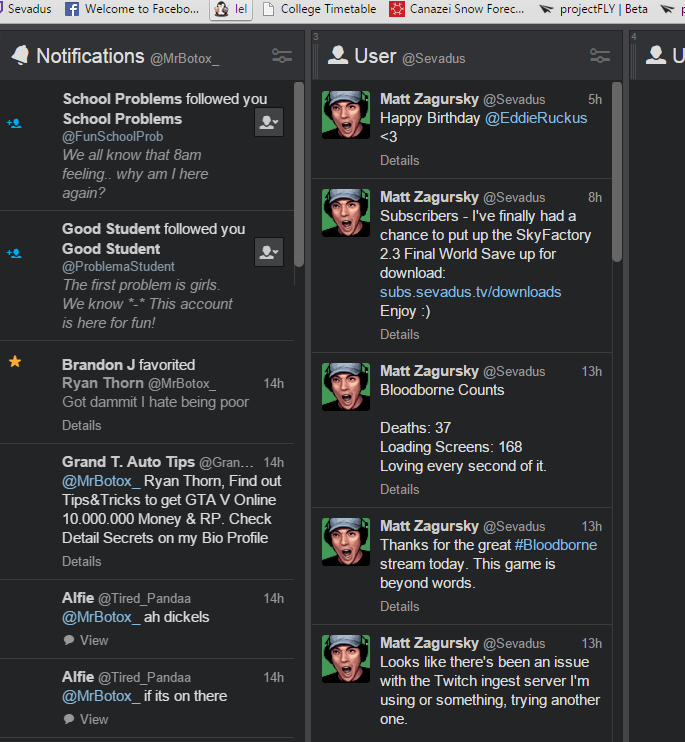 Sevadus
Welcome to Facebo...
lel
College Timetable
Canazei Snow Forec...
projectFLY | Beta
p
Notifications @MrBotox_
School Problems followed you
School Problems
@FunSchoolProb
We all know that 8am
feeling.. why am I here
again?
Good Student followed you
Good Student
@ProblemaStudent
The first problem is girls.
We know *-* This account
is here for fun!
Brandon J favorited
Ryan Thorn @MrBotox_ 14h
Got dammit I hate being poor
Details
Grand T. Auto Tips @Gran... 14h
@MrBotox_ Ryan Thorn, Find out
Tips&Tricks to get GTA V Online
10.000.000 Money & RP. Check
Detail Secrets on my Bio Profile
Details
Alfie @Tired_Pandaa 14h
@MrBotox_ ah dickels
View
Alfie @Tired_Pandaa 14h
@MrBotox_ if its on there
View
3
User @Sevadus
Matt Zagursky @Sevadus 5h
Happy Birthday @EddieRuckus
<3
Details
Matt Zagursky @Sevadus 8h
Subscribers - I've finally had a
chance to put up the SkyFactory
2.3 Final World Save up for
download:
subs.sevadus.tv/downloads
Enjoy :)
Details
Matt Zagursky @Sevadus 13h
Bloodborne Counts
Deaths: 37
Loading Screens: 168
Loving every second of it.
Details
Matt Zagursky @Sevadus 13h
Thanks for the great #Bloodborne
stream today. This game is
beyond words.
Details
Matt Zagursky @Sevadus 13h
Looks like there's been an issue
with the Twitch ingest server I'm
using or something, trying another
one.
4
U